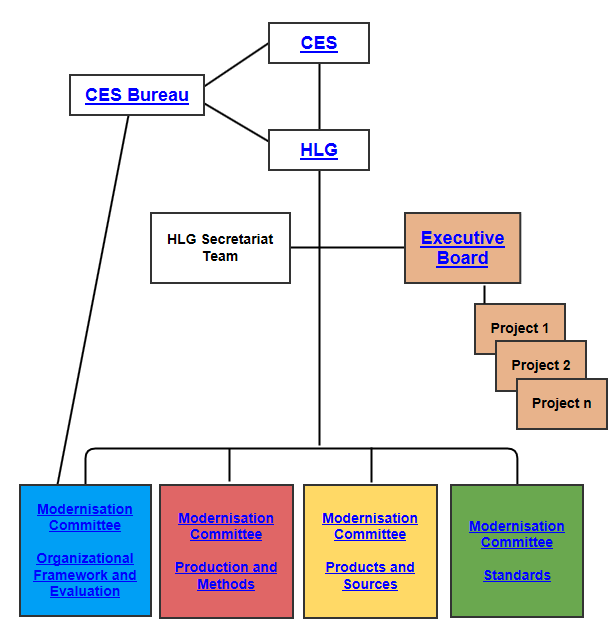 CES
CES Bureau
HLG
HLG Secretariat
Team
Executive
Board
Project 1
Project 2
Project n
Modernisation
Committee
Organizational
Framework and
Evaluation
Modernisation
Committee
Production and
Methods
Modernisation
Committee
Products and
Sources
Modernisation
Committee
Standards